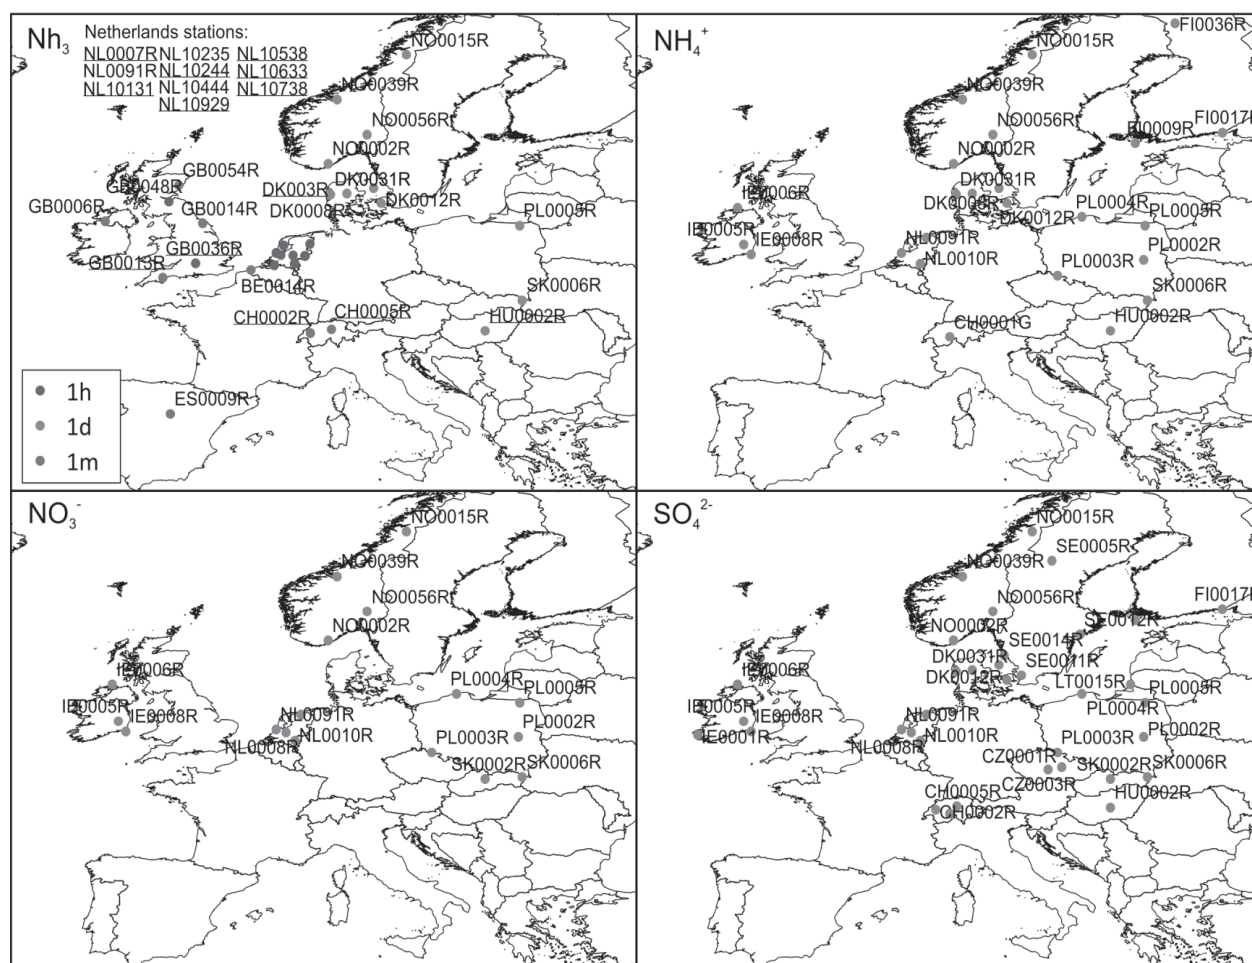 Nh3
Netherlands stations:
NL0007R NL10235 NL10538
NL0091R NL10244 NL10633
NL10131 NL10444 NL10738
NL10929
NO0015R
NO0039R
NO0056R
NO0002R
GB0054R
GB0048R
GB0006R
GB0014R
GB0036R
GB0013R
DK003R
DK0031R
DK0008R
DK0012R
PL0005R
BE0014R
SK0006R
CH0002R
CH0005R
HU0002R
ES0009R
1h
1d
1m
NH4+
FI0036R
NO0015R
NO0039R
NO0056R
FI0017R
FI0009R
NO0002R
DK0031R
IE0006R
DK0008R
PL0004R
PL0005R
DK0012R
IE0005R
IE0008R
NL0091R
PL0002R
NL0010R
PL0003R
SK0006R
CH0001G
HU0002R
NO3-
NO0015R
NO0039R
NO0056R
NO0002R
IE0006R
PL0004R
PL0005R
IE0005R
IE0008R
NL0091R
PL0002R
NL0008R
NL0010R
PL0003R
SK0002R
SK0006R
SO42-
NO0015R
SE0005R
NO0039R
NO0056R
FI0017R
NO0002R
SE0012R
SE0014R
DK0031R
SE0011R
IE0006R
DK0012R
LT0015R
PL0005R
IE0005R
PL0004R
IE0008R
NL0091R
IE0001R
NL0010R
PL0003R
PL0002R
NL0008R
CZ0001R
SK0002R
SK0006R
CZ0003R
CH0005R
HU0002R
CH0002R